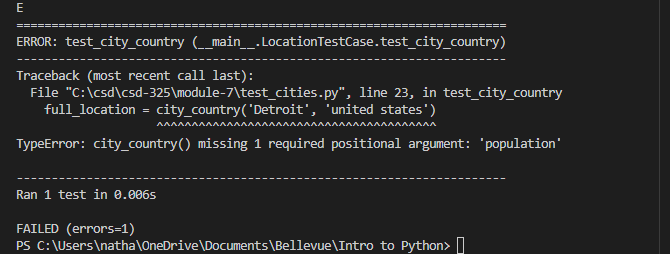 E
======================================================================
ERROR: test_city_country (__main__.LocationTestCase.test_city_country)
----------------------------------------------------------------------
Traceback (most recent call last):
  File "C:\csd\csd-325\module-7\test_cities.py", line 23, in test_city_country
    full_location = city_country('Detroit', 'united states')
                    ^^^^^^^^^^^^^^^^^^^^^^^^^^^^^^^^^^^^^^^^
TypeError: city_country() missing 1 required positional argument: 'population'

----------------------------------------------------------------------
Ran 1 test in 0.006s

FAILED (errors=1)
PS C:\Users\natha\OneDrive\Documents\Bellevue\Intro to Python>